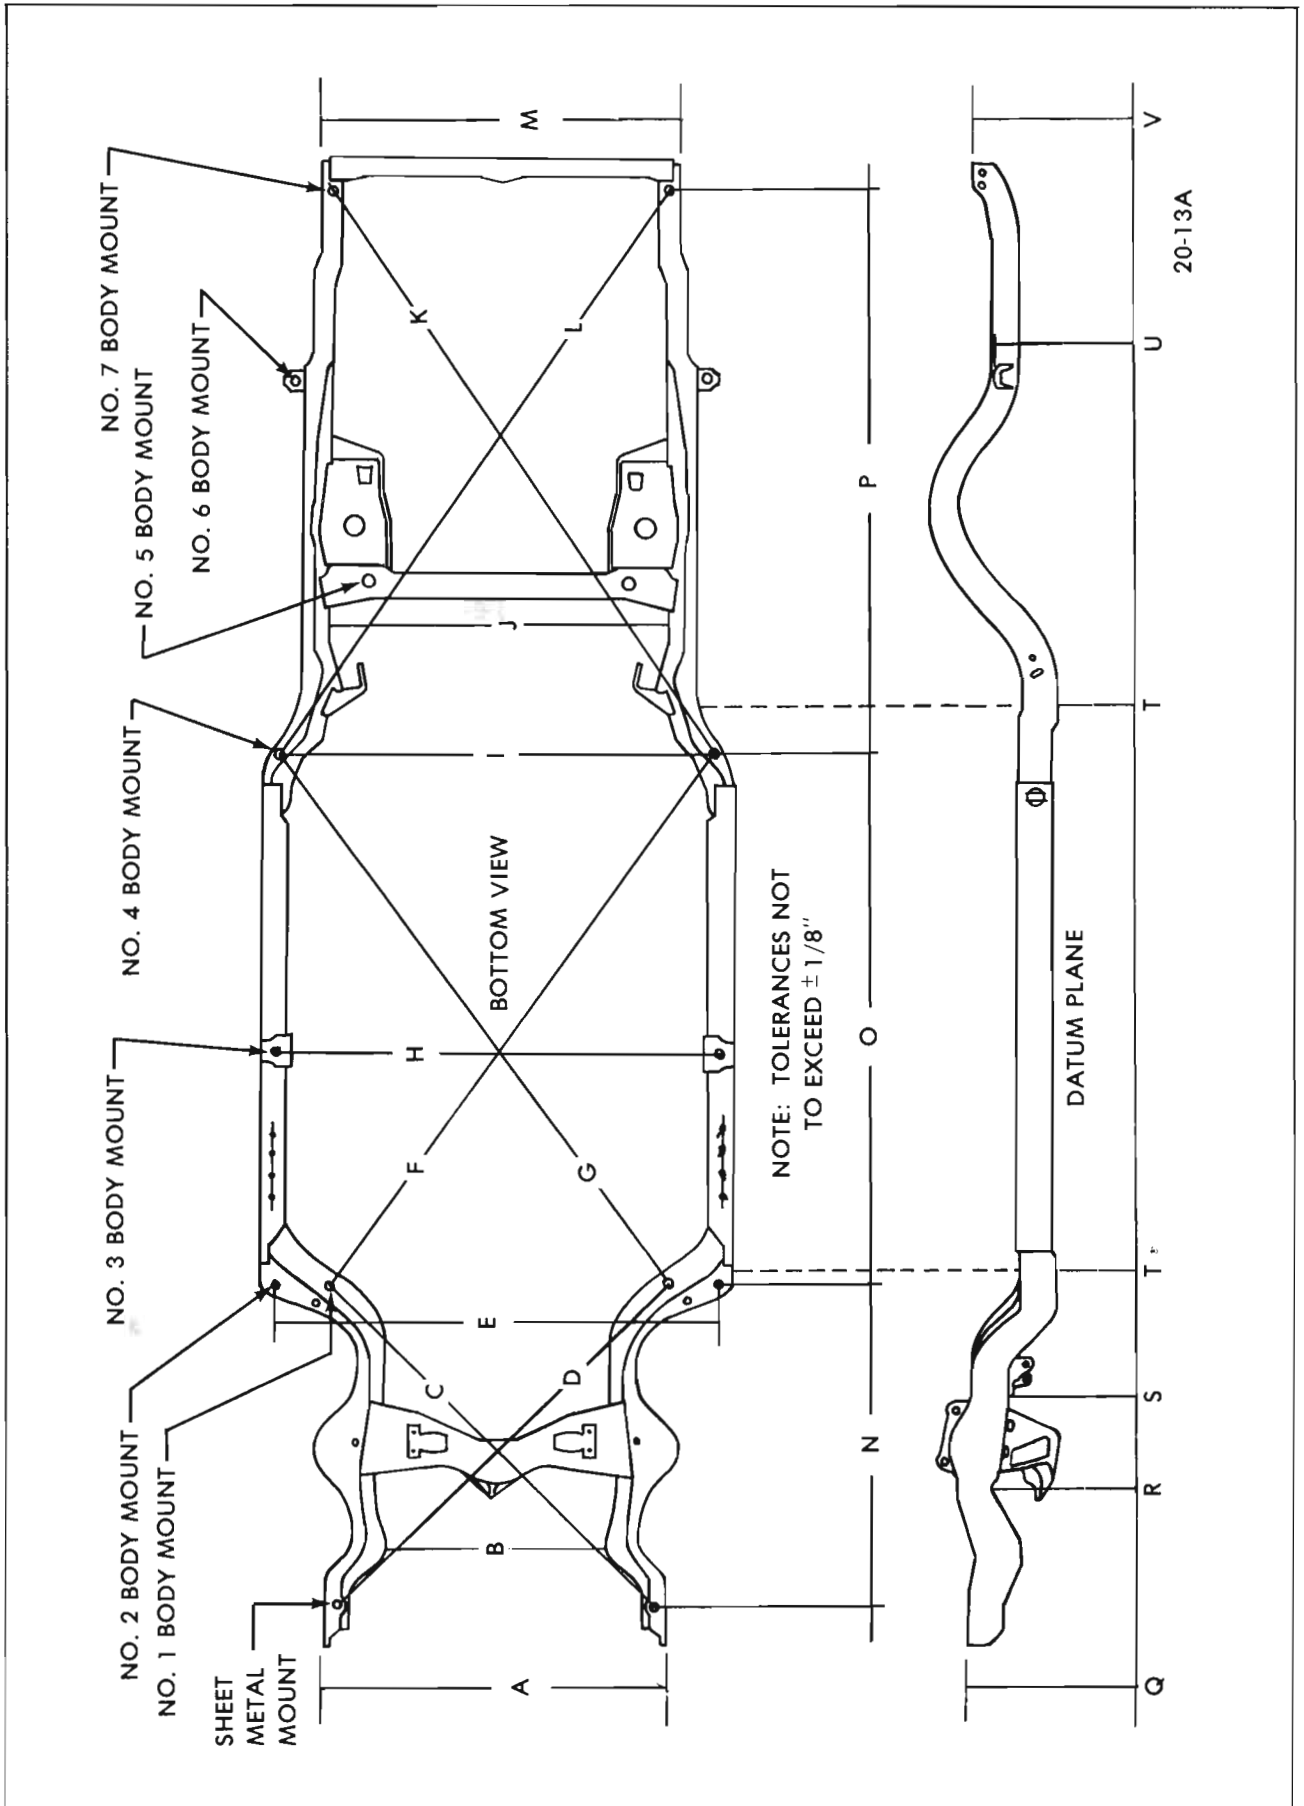 NO. 7 BODY MOUNT
NO. 5 BODY MOUNT
NO. 6 BODY MOUNT
NO. 4 BODY MOUNT
NO. 3 BODY MOUNT
NO. 2 BODY MOUNT
NO. 1 BODY MOUNT
SHEET
METAL
MOUNT
A
B
C
D
E
F
G
H
I
J
K
L
M
BOTTOM VIEW
NOTE: TOLERANCES NOT
TO EXCEED ± 1/8"
N
O
P
DATUM PLANE
Q
R
S
T
T
U
V
20-13A